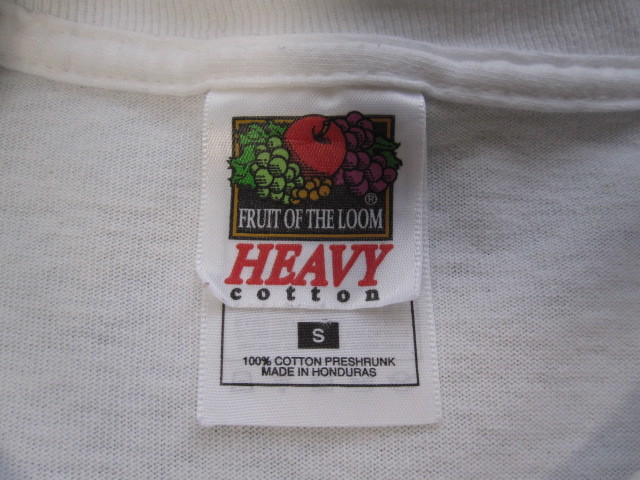 ®
FRUIT OF THE LOOM
HEAVY
cotton
S
100% COTTON PRESHRUNK
MADE IN HONDURAS